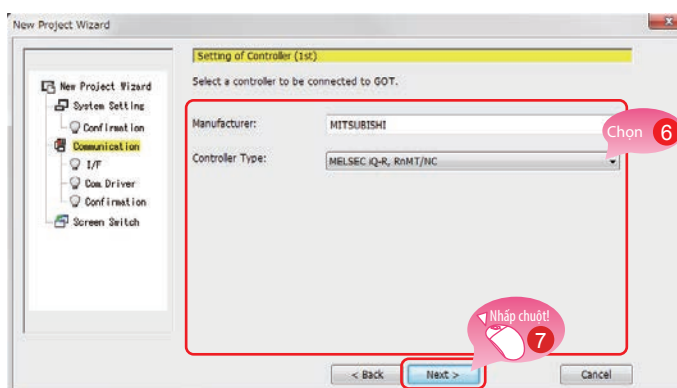 New Project Wizard
Setting of Controller (1st)
Select a controller to be connected to GOT.
New Project Wizard
System Setting
Confirmation
Communication
I/F
Com. Driver
Confirmation
Screen Switch
Manufacturer:
MITSUBISHI
Chọn 6
Controller Type:
MELSEC iQ-R, RnMT/NC
Nhấp chuột!
7
< Back
Next >
Cancel